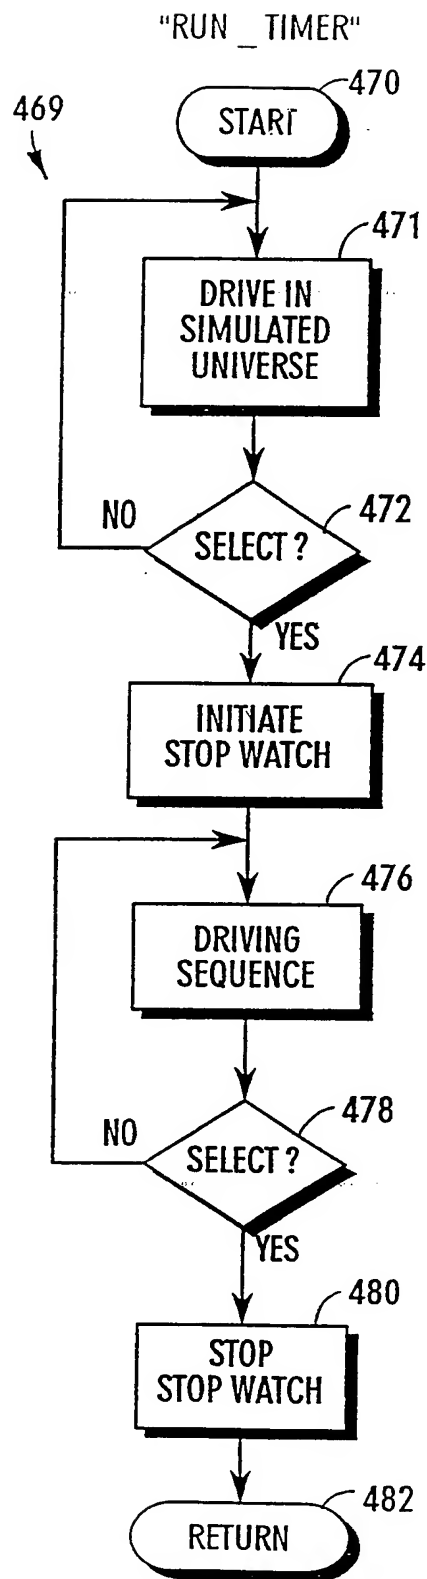 "RUN _ TIMER"
470
469
START
471
DRIVE IN
SIMULATED
UNIVERSE
NO
472
SELECT ?
YES
474
INITIATE
STOP WATCH
476
DRIVING
SEQUENCE
478
NO
SELECT ?
YES
480
STOP
STOP WATCH
482
RETURN